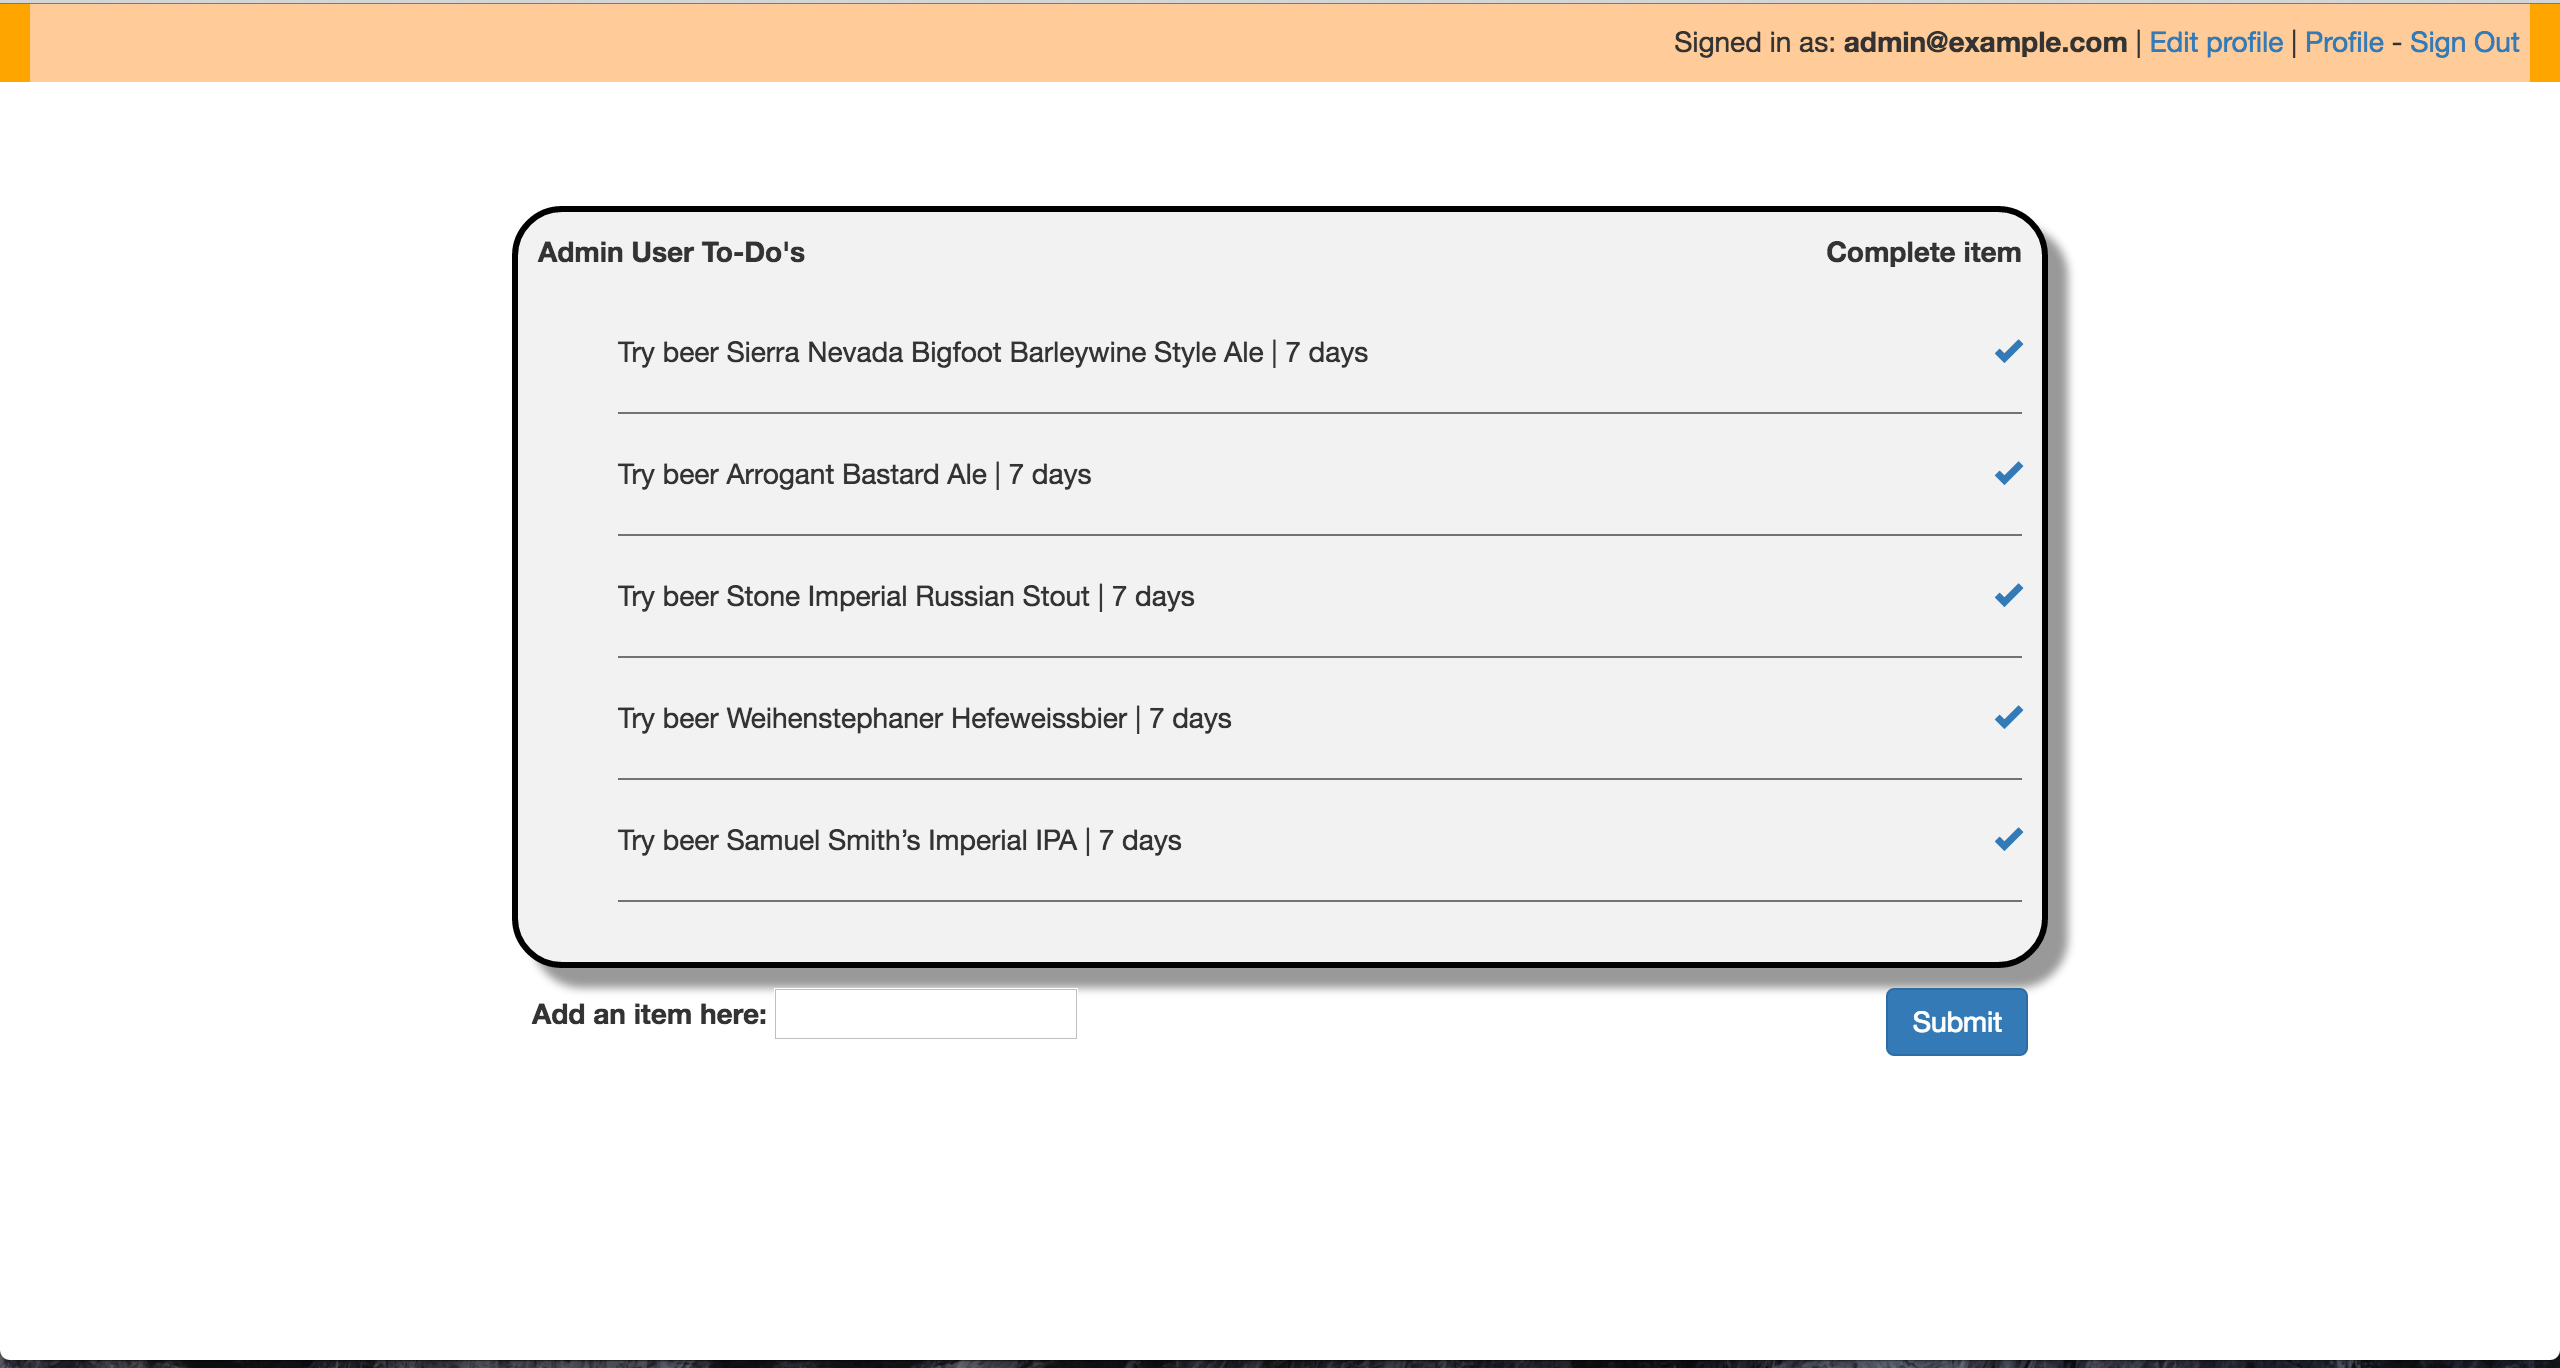 Signed in as: admin@example.com | Edit profile | Profile - Sign Out
Admin User To-Do's Complete item
Try beer Sierra Nevada Bigfoot Barleywine Style Ale | 7 days
Try beer Arrogant Bastard Ale | 7 days
Try beer Stone Imperial Russian Stout | 7 days
Try beer Weihenstephaner Hefeweissbier | 7 days
Try beer Samuel Smith’s Imperial IPA | 7 days
Add an item here: Submit